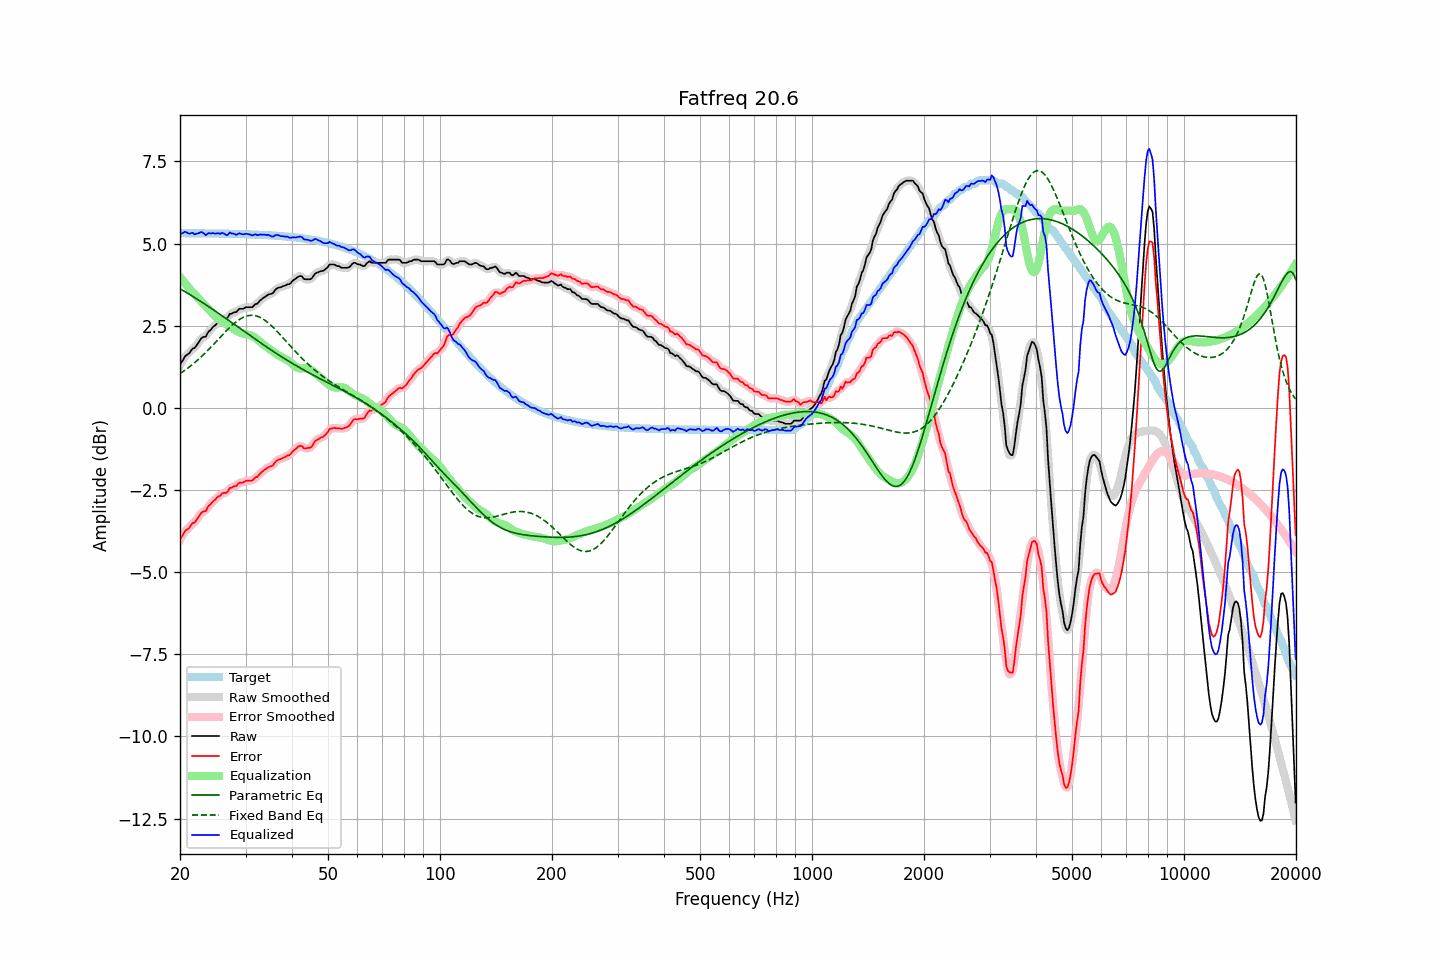 Fatfreq 20.6
Amplitude (dBr)
7.5
5.0
2.5
0.0
−2.5
−5.0
−7.5
−10.0
−12.5
Target
Raw Smoothed
Error Smoothed
Raw
Error
Equalization
Parametric Eq
Fixed Band Eq
Equalized
20 50 100 200 500 1000 2000 5000 10000 20000
Frequency (Hz)